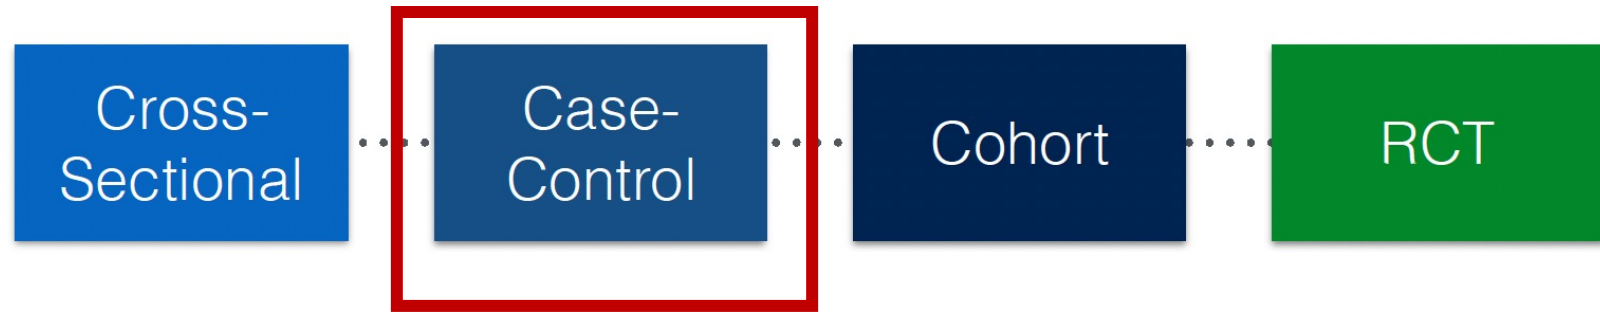 Cross-
Sectional
Case-
Control
Cohort
RCT